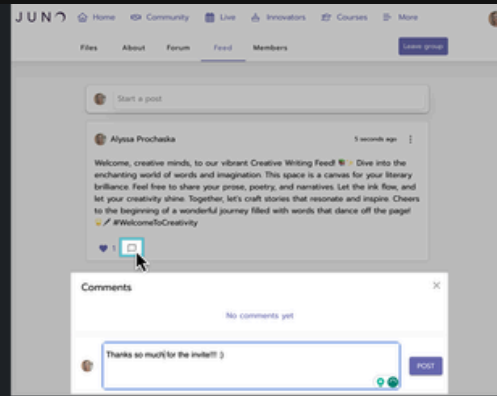 JUNO Home Community Live Innovators Courses More
Files About Forum Feed Members Leave group
Start a post
Alyssa Prochaska 5 seconds ago
Welcome, creative minds, to our vibrant Creative Writing Feed! Dive into the
enchanting world of words and imagination. This space is a canvas for your literary
brilliance. Feel free to share your prose, poetry, and narratives. Let the ink flow, and
let your creativity shine. Together, let's craft stories that resonate and inspire. Cheers
to the beginning of a wonderful journey filled with words that dance off the page!
#WelcomeToCreativity
1
Comments
No comments yet
Thanks so much for the invite!!! :)
POST